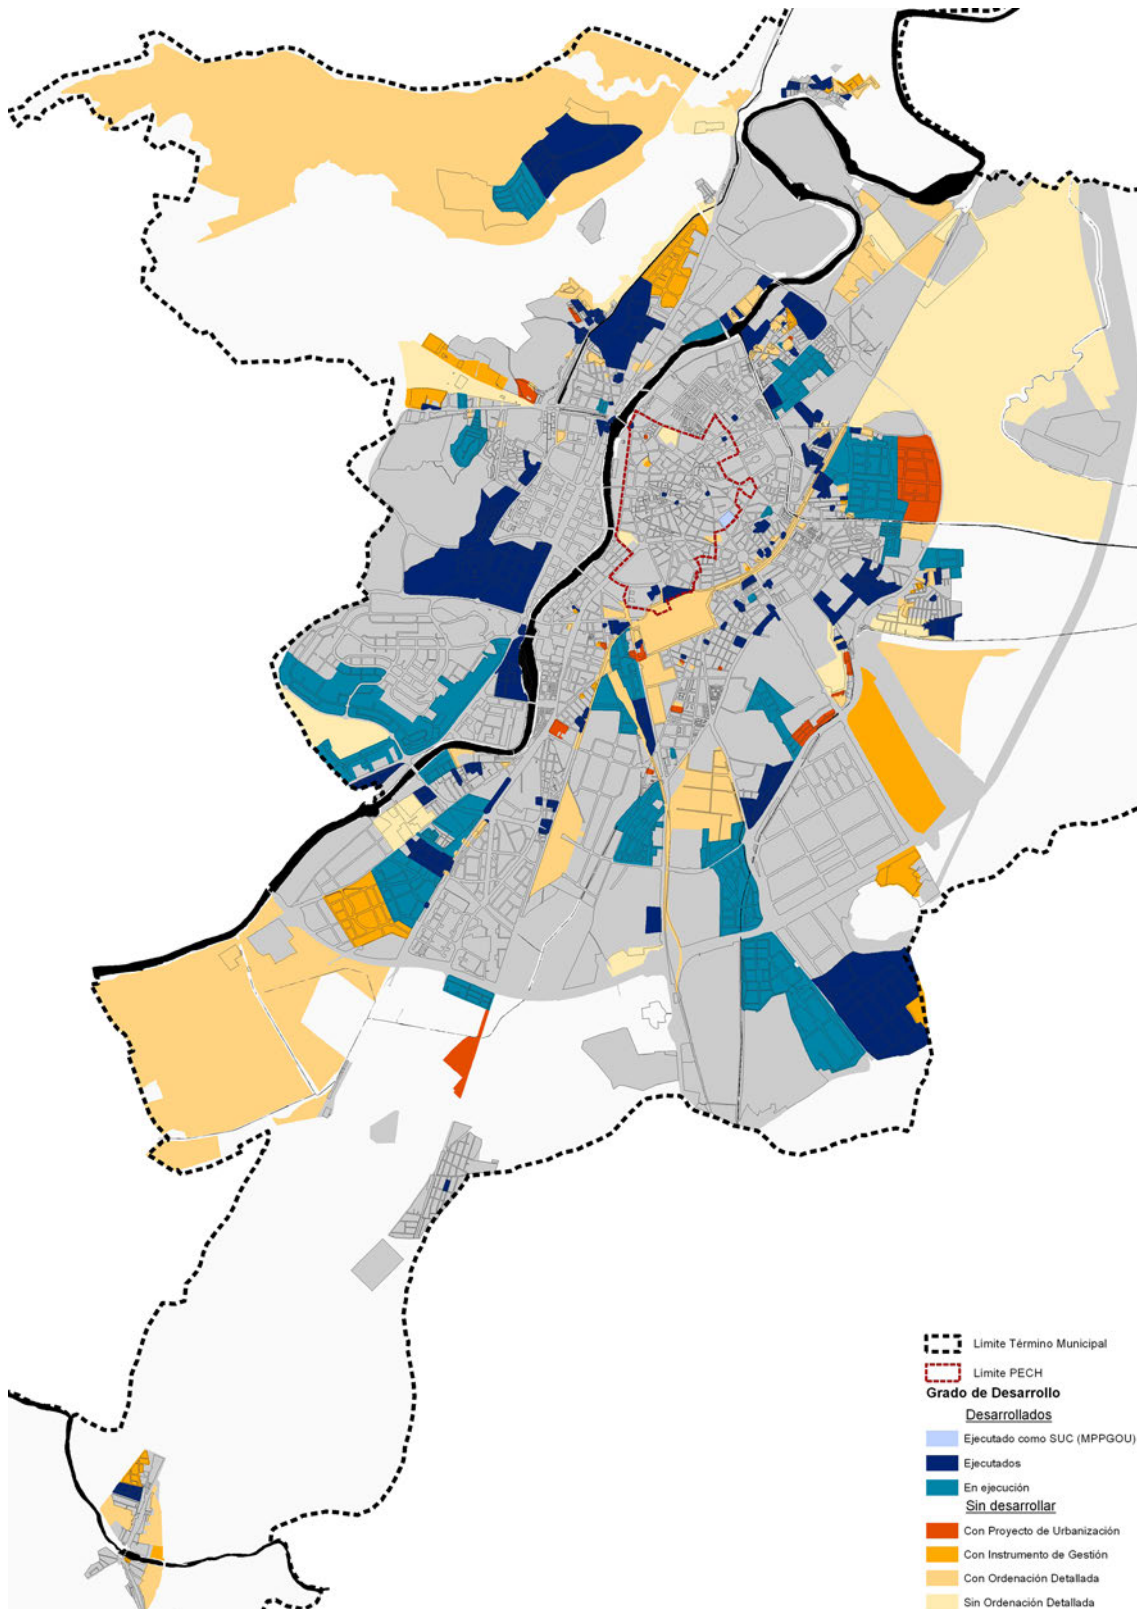 Límite Término Municipal
Límite PECH
Grado de Desarrollo
Desarrollados
Ejecutado como SUC (MPPGOU)
Ejecutados
En ejecución
Sin desarrollar
Con Proyecto de Urbanización
Con Instrumento de Gestión
Con Ordenación Detallada
Sin Ordenación Detallada